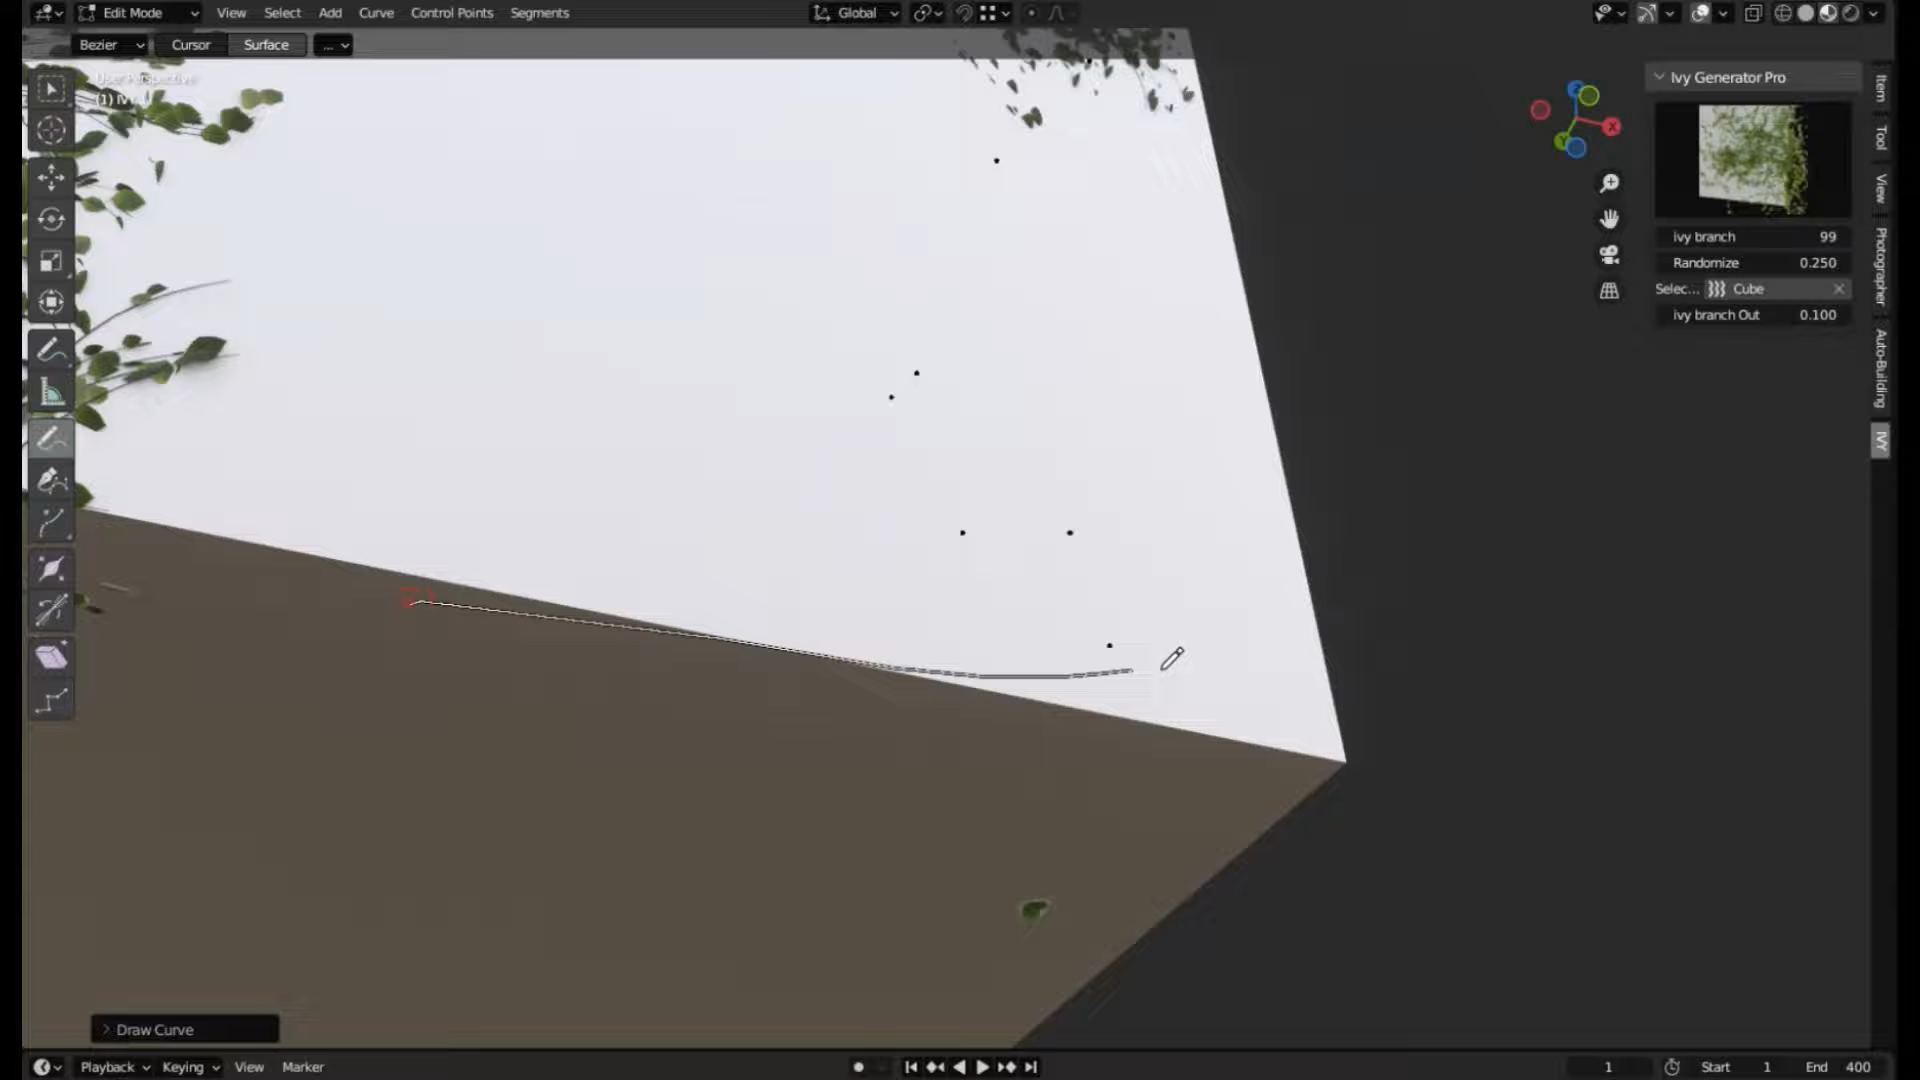 Edit Mode View Select Add Curve Control Points Segments Global
Bezier Cursor Surface ...
User Perspective
Ivy Generator Pro
ivy branch 99
Randomize 0.250
Selec... Cube
ivy branch Out 0.100
Item
Tool
View
Photographer
Auto-Building
IVY
X
Draw Curve
Playback Keying View Marker 1 Start 1 End 400